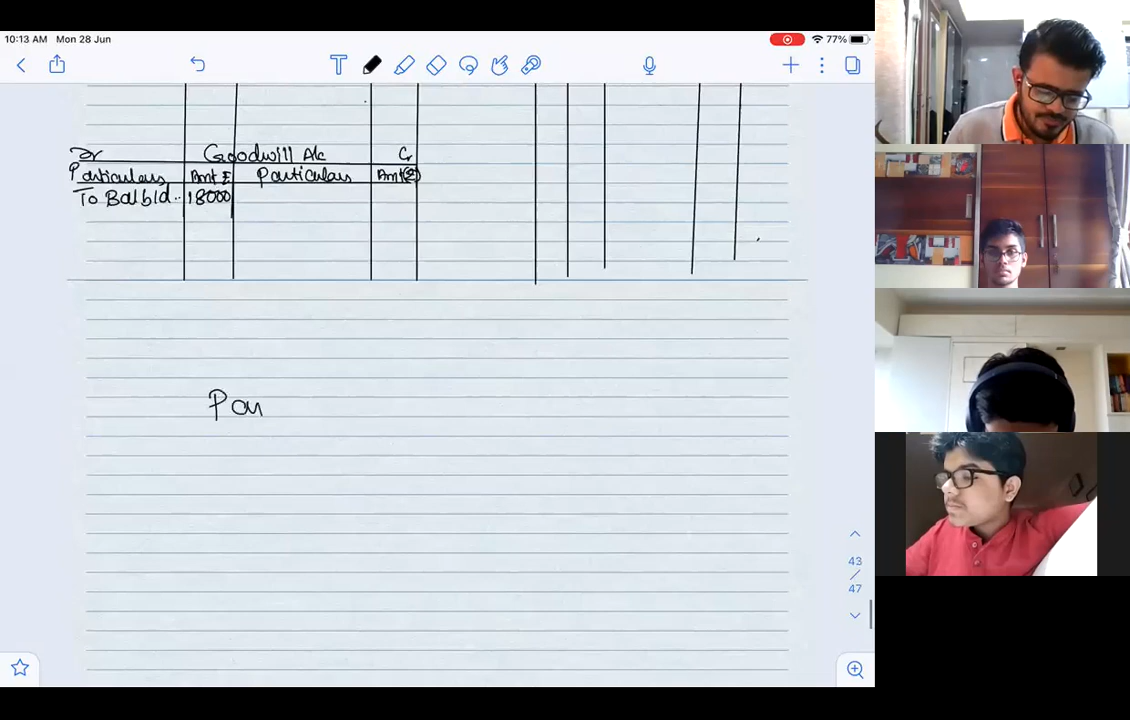 10:13 AM Mon 28 Jun
77%
Dr Goodwill A/c Cr
Particulars Amt ₹ Particulars Amt(₹)
To Bal b/d.. 18000
Pau
43
/
47